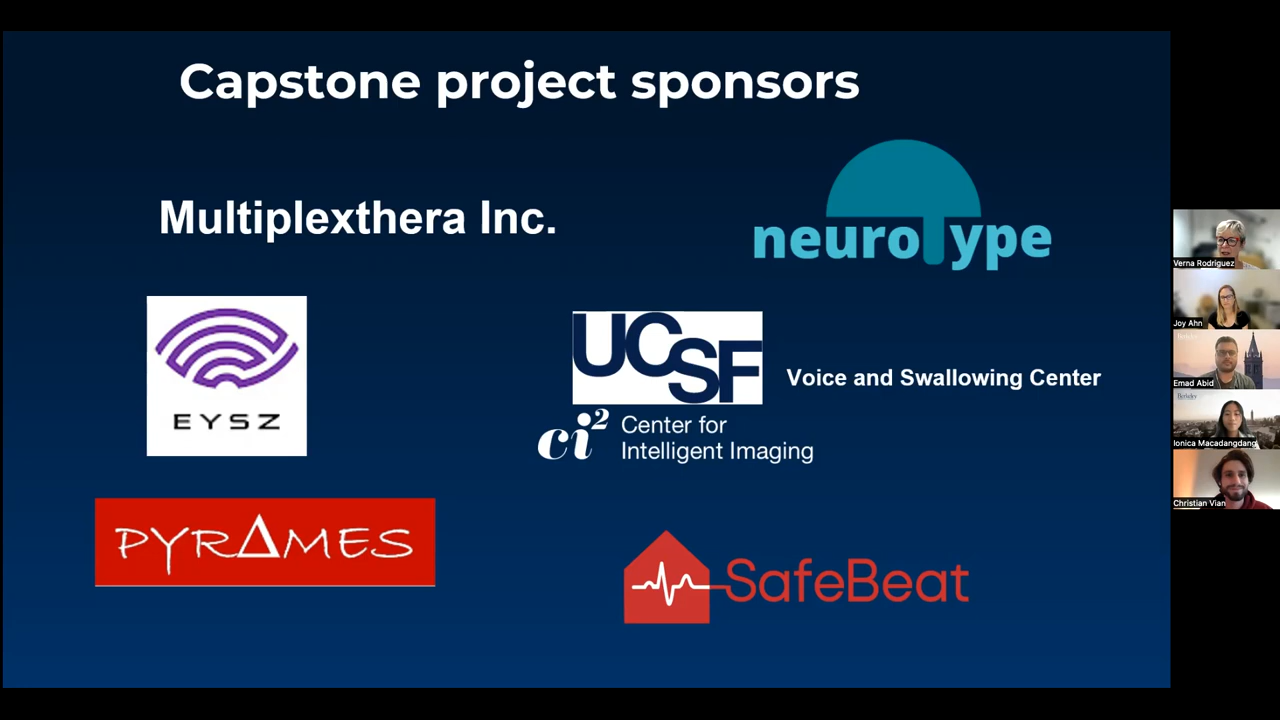 Capstone project sponsors
Multiplexthera Inc.
neuroType
EYSZ
UCSF
Voice and Swallowing Center
ci² Center for
Intelligent Imaging
PYRAMES
SafeBeat
Verna Rodriguez
Joy Ahn
Emad Abid
Ionica Macadangdang
Christian Vian